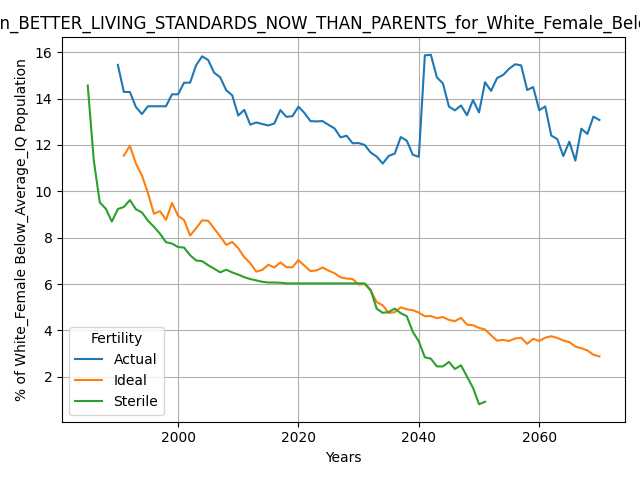 n_BETTER_LIVING_STANDARDS_NOW_THAN_PARENTS_for_White_Female_Bel
% of White_Female Below_Average_IQ Population
16
14
12
10
8
6
4
2
Fertility
Actual
Ideal
Sterile
2000 2020 2040 2060
Years